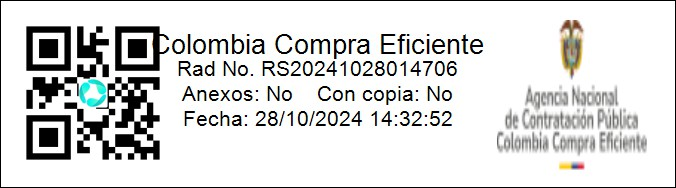 Colombia Compra Eficiente
Rad No. RS20241028014706
Anexos: No Con copia: No
Fecha: 28/10/2024 14:32:52
Agencia Nacional
de Contratación Pública
Colombia Compra Eficiente